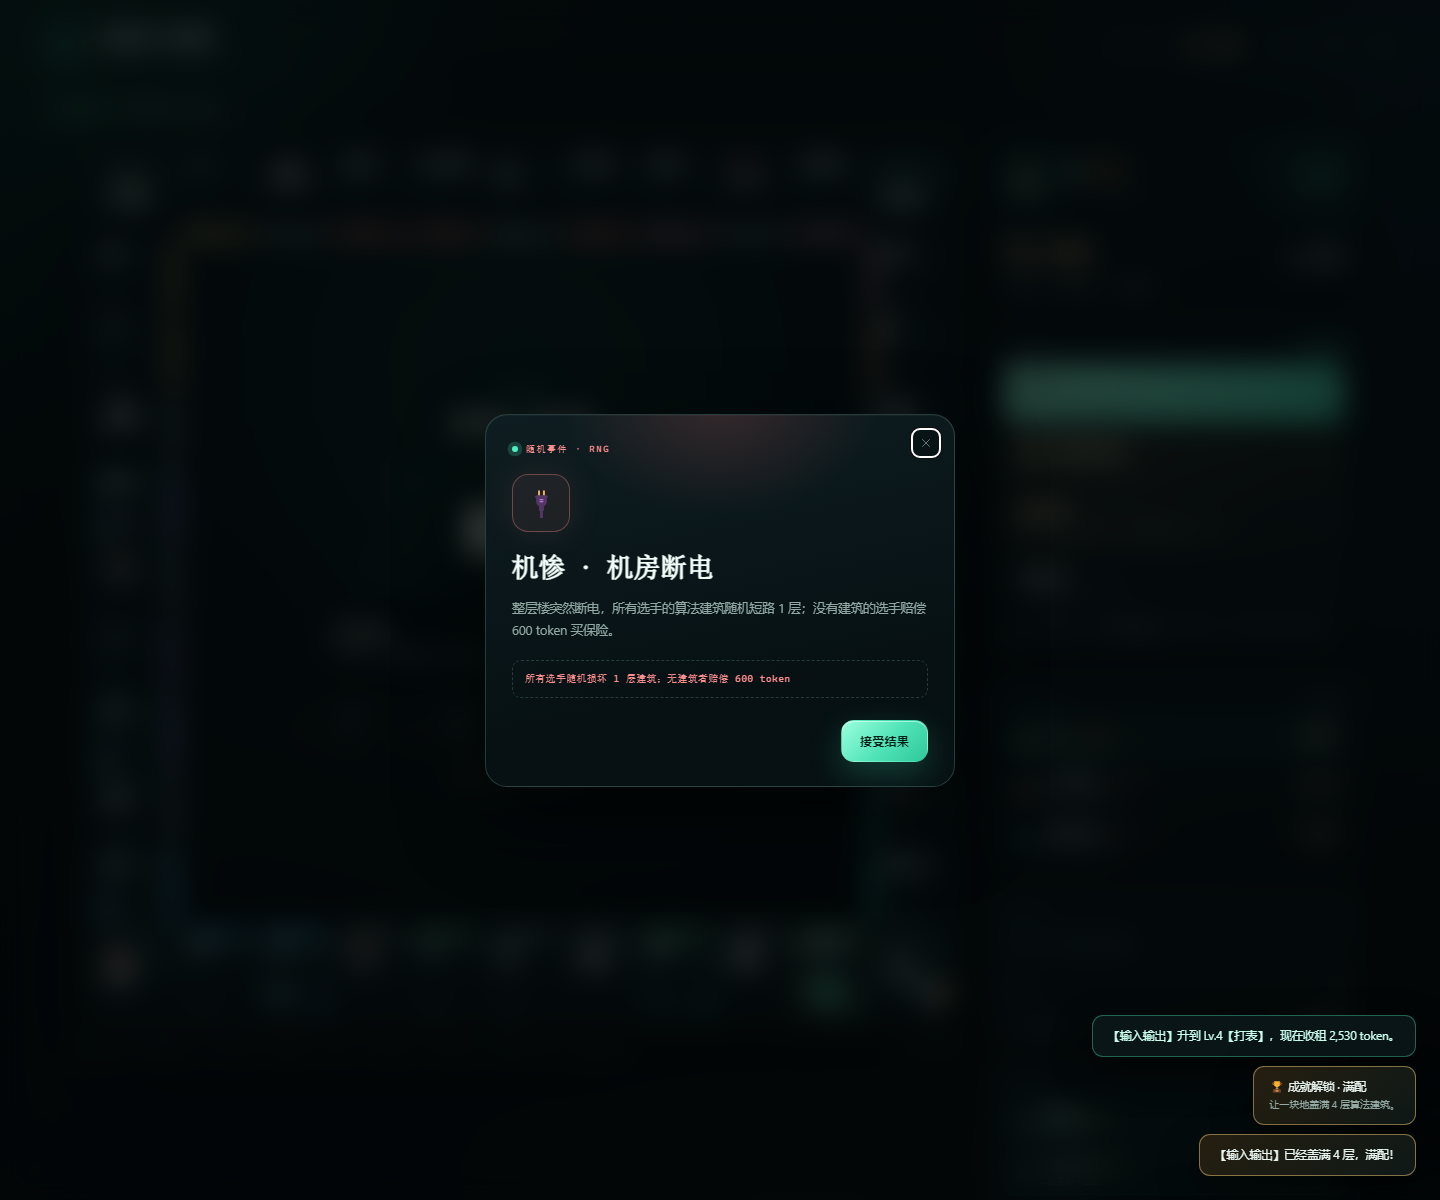 随机事件 · RNG
机惨 · 机房断电
整层楼突然断电，所有选手的算法建筑随机短路 1 层；没有建筑的选手赔偿
600 token 买保险。
所有选手随机损坏 1 层建筑；无建筑者赔偿 600 token
接受结果
【输入输出】升到 Lv.4【打表】，现在收租 2,530 token。
🏆 成就解锁 · 满配
让一块地盖满 4 层算法建筑。
【输入输出】已经盖满 4 层，满配！